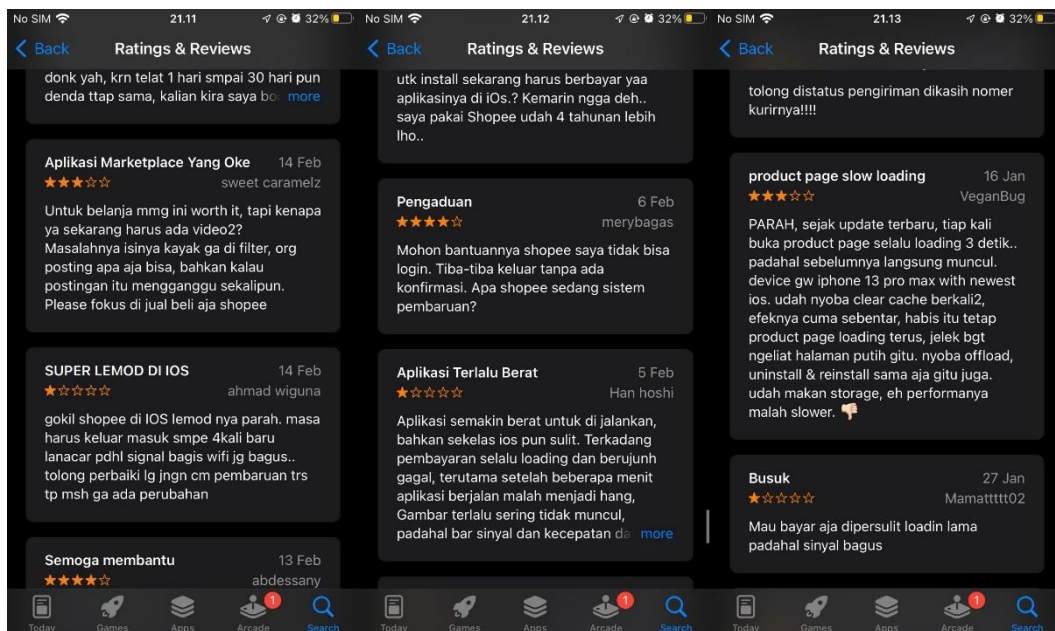 No SIM 21.11 32%
Back Ratings & Reviews
donk yah, krn telat 1 hari smpai 30 hari pun
denda ttap sama, kalian kira saya bo more
Aplikasi Marketplace Yang Oke 14 Feb
sweet caramelz
Untuk belanja mmg ini worth it, tapi kenapa
ya sekarang harus ada video2?
Masalahnya isinya kayak ga di filter, org
posting apa aja bisa, bahkan kalau
postingan itu mengganggu sekalipun.
Please fokus di jual beli aja shopee
SUPER LEMOD DI IOS 14 Feb
ahmad wiguna
gokil shopee di IOS lemod nya parah. masa
harus keluar masuk smpe 4kali baru
lanacar pdhl signal bagis wifi jg bagus..
tolong perbaiki lg jngn cm pembaruan trs
tp msh ga ada perubahan
Semoga membantu 13 Feb
abdessany
Today Games Apps Arcade 1 Search
No SIM 21.12 32%
Back Ratings & Reviews
utk install sekarang harus berbayar yaa
aplikasinya di iOs.? Kemarin ngga deh..
saya pakai Shopee udah 4 tahunan lebih
lho..
Pengaduan 6 Feb
merybagas
Mohon bantuannya shopee saya tidak bisa
login. Tiba-tiba keluar tanpa ada
konfirmasi. Apa shopee sedang sistem
pembaruan?
Aplikasi Terlalu Berat 5 Feb
Han hoshi
Aplikasi semakin berat untuk di jalankan,
bahkan sekelas ios pun sulit. Terkadang
pembayaran selalu loading dan berujunh
gagal, terutama setelah beberapa menit
aplikasi berjalan malah menjadi hang,
Gambar terlalu sering tidak muncul,
padahal bar sinyal dan kecepatan da more
Today Games Apps Arcade 1 Search
No SIM 21.13 32%
Back Ratings & Reviews
tolong distatus pengiriman dikasih nomer
kurirnya!!!!
product page slow loading 16 Jan
VeganBug
PARAH, sejak update terbaru, tiap kali
buka product page selalu loading 3 detik..
padahal sebelumnya langsung muncul.
device gw iphone 13 pro max with newest
ios. udah nyoba clear cache berkali2,
efeknya cuma sebentar, habis itu tetap
product page loading terus, jelek bgt
ngeliat halaman putih gitu. nyoba offload,
uninstall & reinstall sama aja gitu juga.
udah makan storage, eh performanya
malah slower. 👎🏻
Busuk 27 Jan
Mamattttt02
Mau bayar aja dipersulit loadin lama
padahal sinyal bagus
Today Games Apps Arcade 1 Search